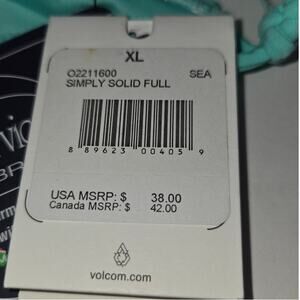 XL
O2211600 SEA
SIMPLY SOLID FULL
8 89623 00405 9
USA MSRP: $ 38.00
Canada MSRP: $ 42.00
volcom.com